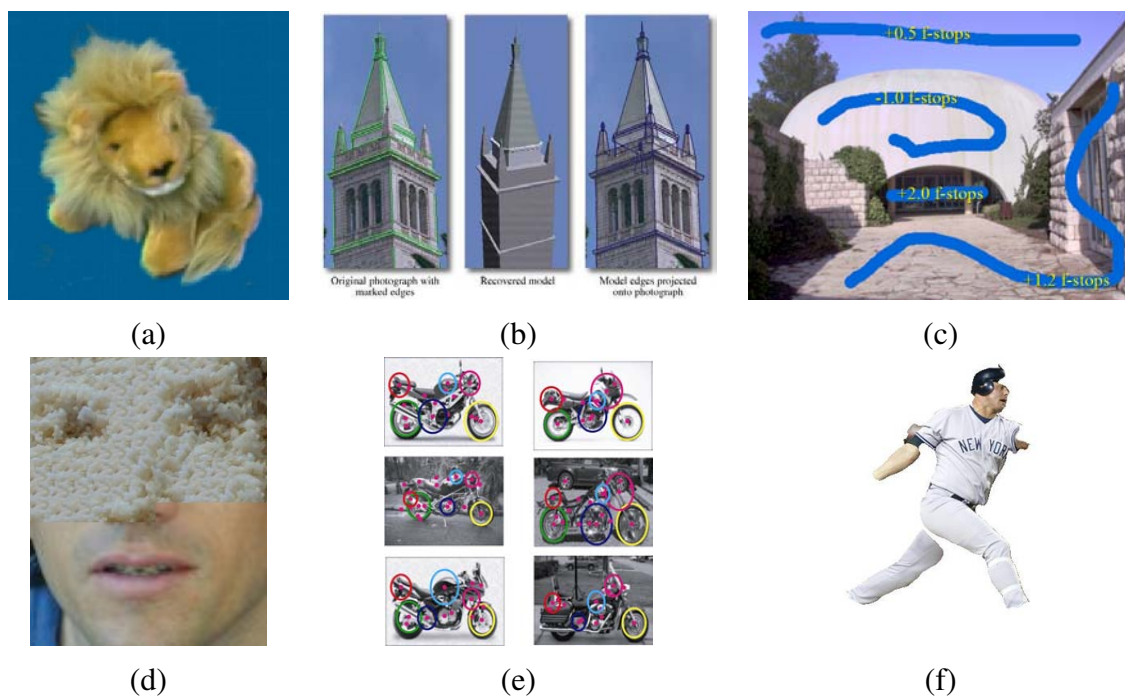 +0.5 f-stops
-1.0 f-stops
+2.0 f-stops
+1.2 f-stops
Original photograph with
marked edges
Recovered model
Model edges projected
onto photograph
(a)
(b)
(c)
NEW YORK
(d)
(e)
(f)